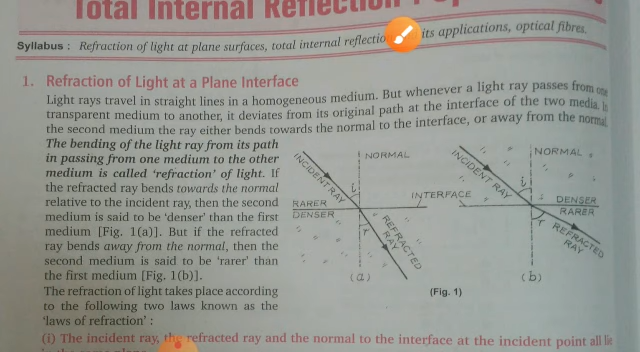 Total Internal Reflection
Syllabus : Refraction of light at plane surfaces, total internal reflectio its applications, optical fibres.
1. Refraction of Light at a Plane Interface
Light rays travel in straight lines in a homogeneous medium. But whenever a light ray passes from one
transparent medium to another, it deviates from its original path at the interface of the two media. In
the second medium the ray either bends towards the normal to the interface, or away from the normal.
The bending of the light ray from its path
in passing from one medium to the other
medium is called 'refraction' of light. If
the refracted ray bends towards the normal
relative to the incident ray, then the second
medium is said to be 'denser' than the first
medium [Fig. 1(a)]. But if the refracted
ray bends away from the normal, then the
second medium is said to be 'rarer' than
the first medium [Fig. 1(b)].
The refraction of light takes place according
to the following two laws known as the
'laws of refraction' :
INCIDENT RAY
NORMAL
i
RARER
DENSER
INTERFACE
r
REFRACTED
RAY
(a)
INCIDENT RAY
NORMAL
i
DENSER
RARER
r
REFRACTED
RAY
(b)
(Fig. 1)
(i) The incident ray, the refracted ray and the normal to the interface at the incident point all lie